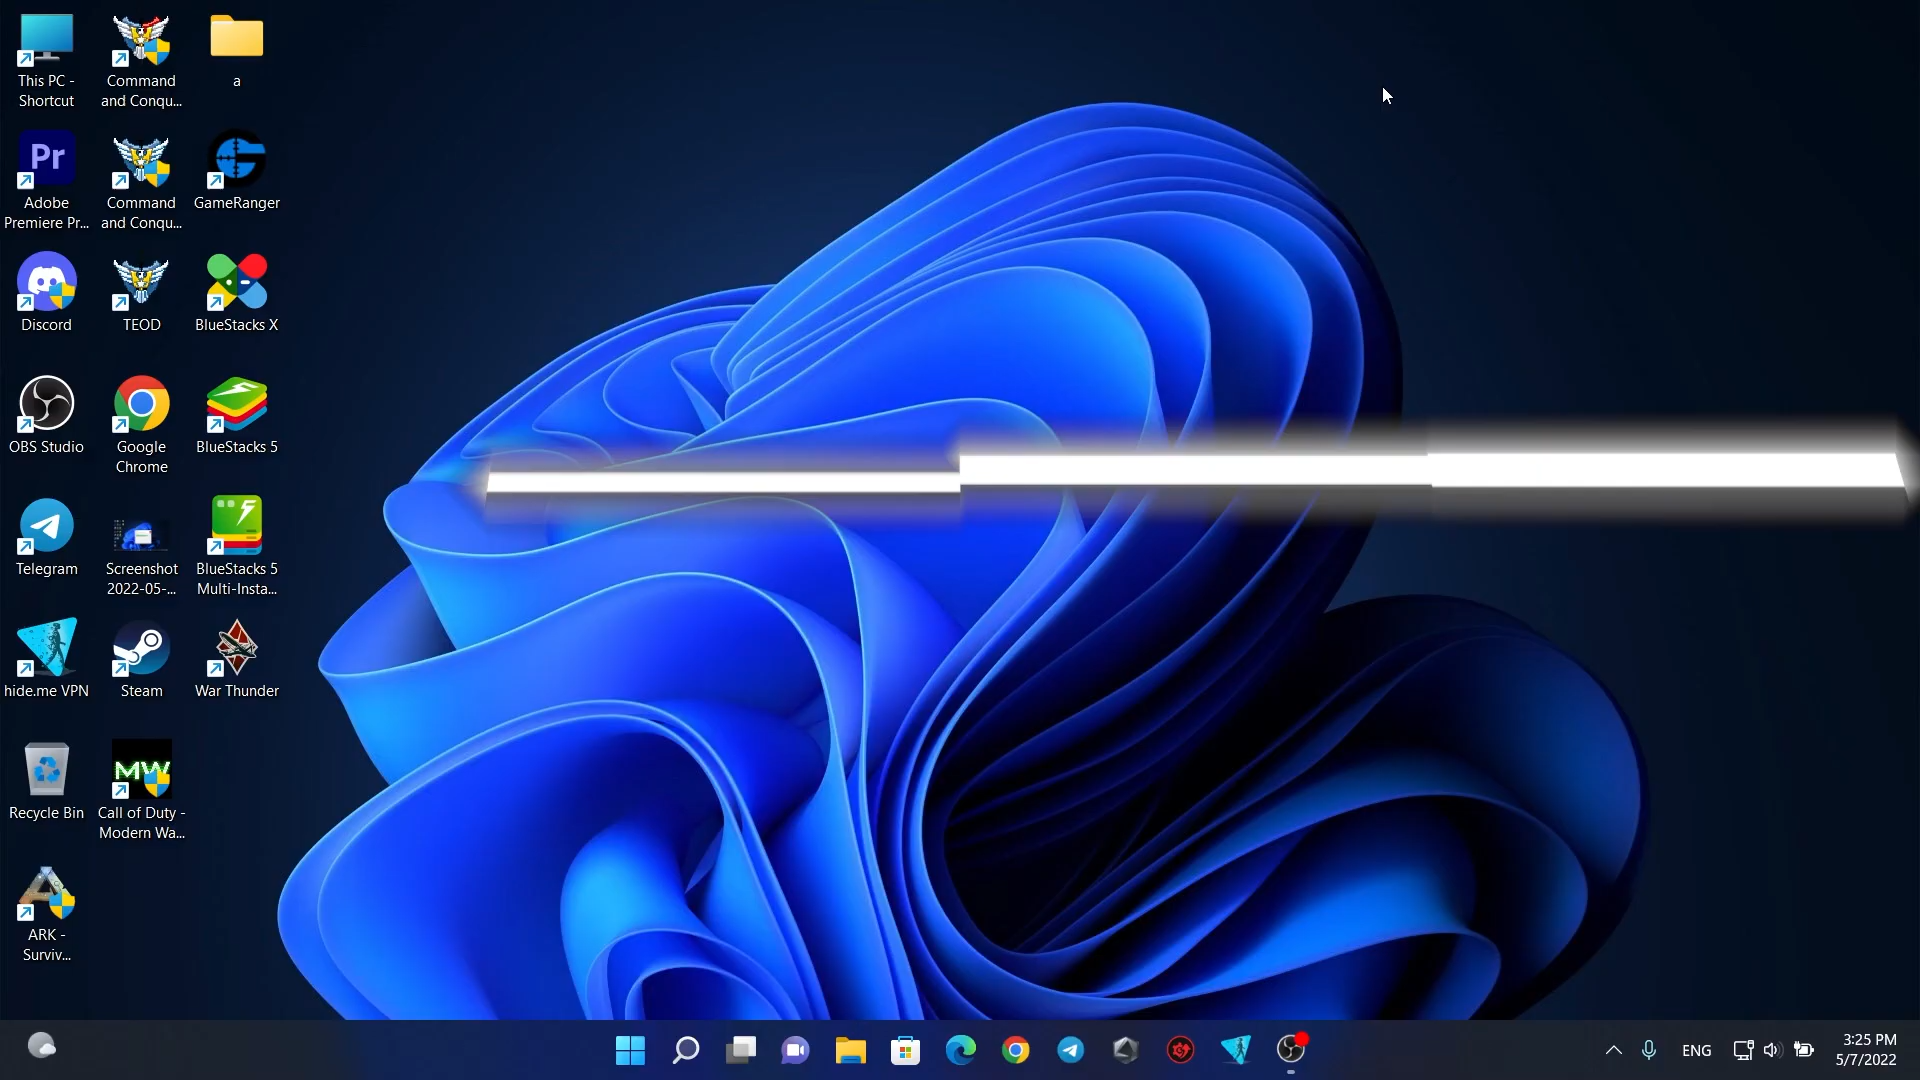 This PC -
Shortcut
Command
and Conqu...
a
Pr
Adobe
Premiere Pr...
Command
and Conqu...
GameRanger
Discord
TEOD
BlueStacks X
OBS Studio
Google
Chrome
BlueStacks 5
Telegram
Screenshot
2022-05-...
BlueStacks 5
Multi-Insta...
hide.me VPN
Steam
War Thunder
Recycle Bin
MW
Call of Duty -
Modern Wa...
ARK -
Surviv...
ENG
3:25 PM
5/7/2022